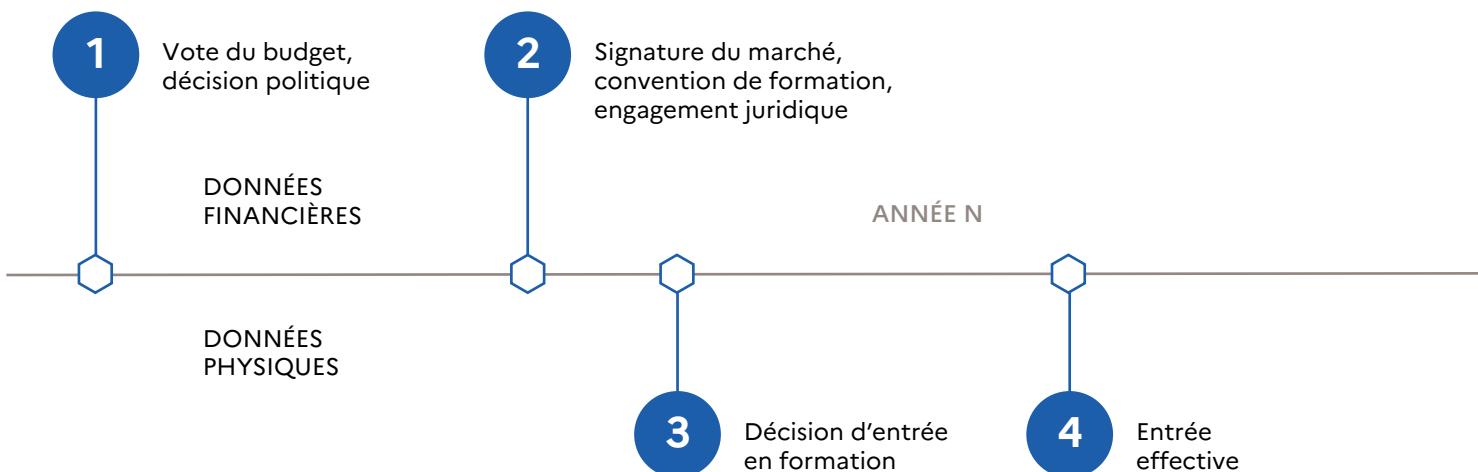 1
Vote du budget,
décision politique
2
Signature du marché,
convention de formation,
engagement juridique
DONNÉES
FINANCIÈRES
ANNÉE N
DONNÉES
PHYSIQUES
3
Décision d’entrée
en formation
4
Entrée
effective